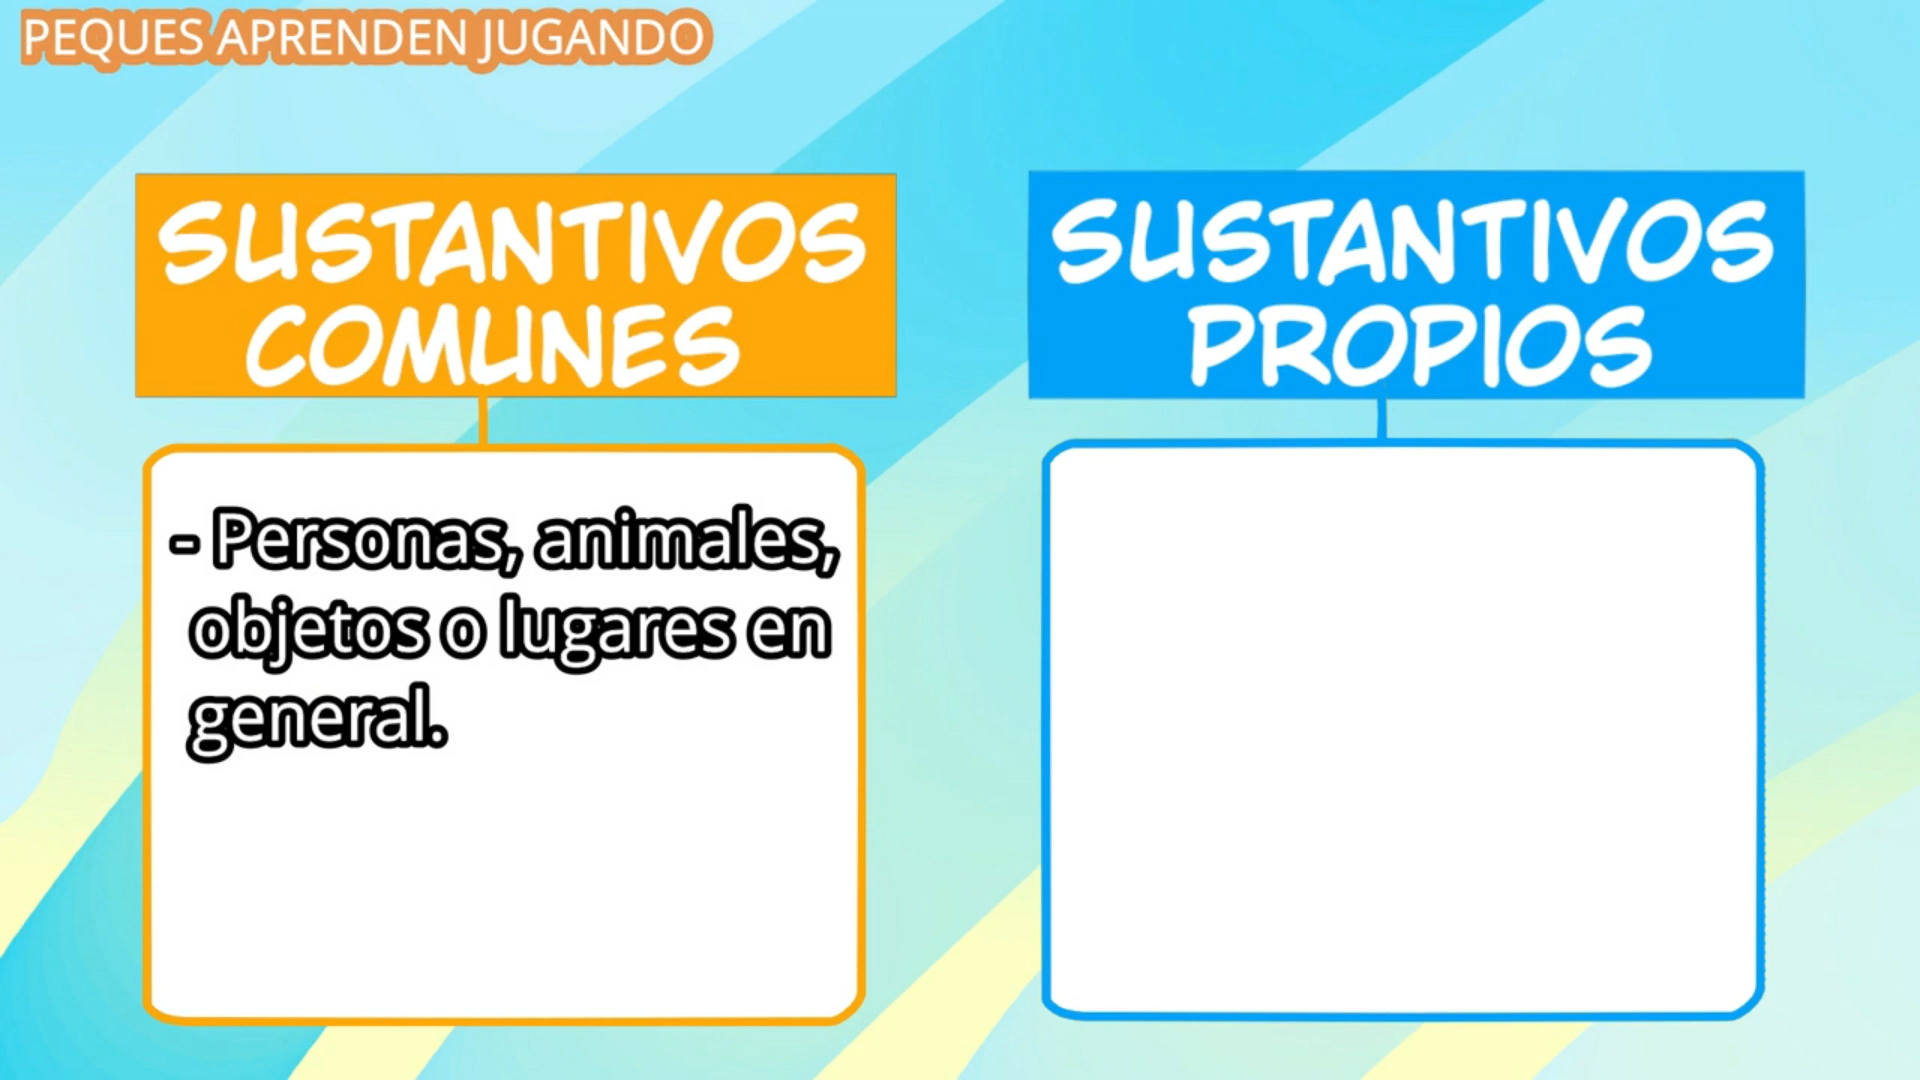 PEQUES APRENDEN JUGANDO
SUSTANTIVOS
COMUNES
- Personas, animales,
objetos o lugares en
general.
SUSTANTIVOS
PROPIOS